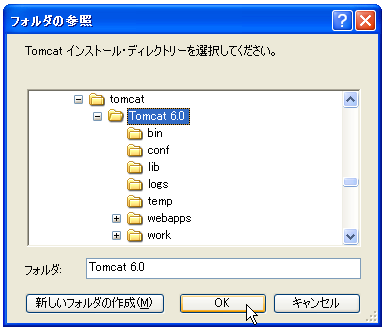 フォルダの参照
Tomcat インストール・ディレクトリーを選択してください。
tomcat
Tomcat 6.0
bin
conf
lib
logs
temp
webapps
work
フォルダ: Tomcat 6.0
新しいフォルダの作成(M) OK キャンセル